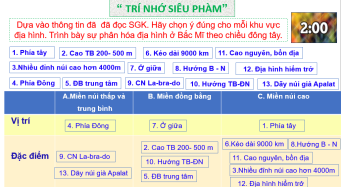 “ TRÍ NHỚ SIÊU PHÀM”
Dựa vào thông tin đã đã đọc SGK. Hãy chọn ý đúng cho mỗi khu vực
địa hình. Trình bày sự phân hóa địa hình ở Bắc Mĩ theo chiều đông tây.
2:00
1. Phía tây
2. Cao TB 200- 500 m
6. Kéo dài 9000 km
11. Cao nguyên, bồn địa
3.Nhiều đỉnh núi cao hơn 4000m
7. Ở giữa
8. Hướng B - N
12. Địa hình hiểm trở
4. Phía Đông
5. ĐB trung tâm
9. CN La-bra-do
10. Hướng TB-ĐN
13. Dãy núi già Apalat
A.Miền núi thấp và
trung bình
B. Miền đồng bằng
C. Miền núi cao
Vị trí
4. Phía Đông
7. Ở giữa
1. Phía tây
Đặc điểm
9. CN La-bra-do
13. Dãy núi già Apalat
2. Cao TB 200- 500 m
10. Hướng TB-ĐN
5. ĐB trung tâm
6.Kéo dài 9000 km
8.Hướng B - N
11. Cao nguyên, bồn địa
3.Nhiều đỉnh núi cao hơn 4000m
12. Địa hình hiểm trở